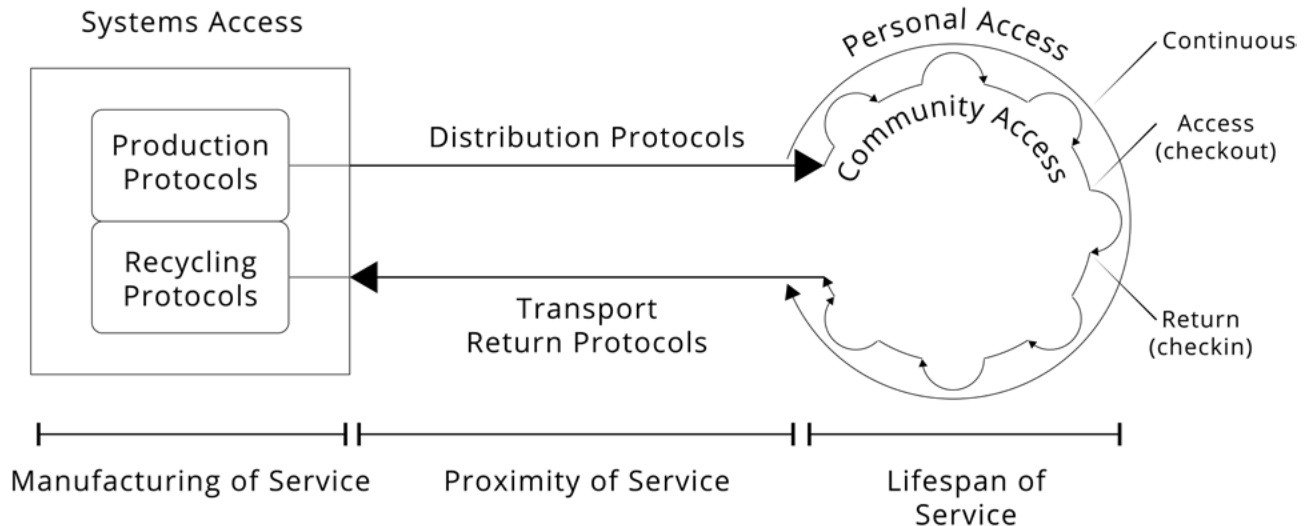 Systems Access
Production
Protocols
Recycling
Protocols
Distribution Protocols
Transport
Return Protocols
Personal Access
Community Access
Continuous
Access
(checkout)
Return
(checkin)
Manufacturing of Service
Proximity of Service
Lifespan of
Service